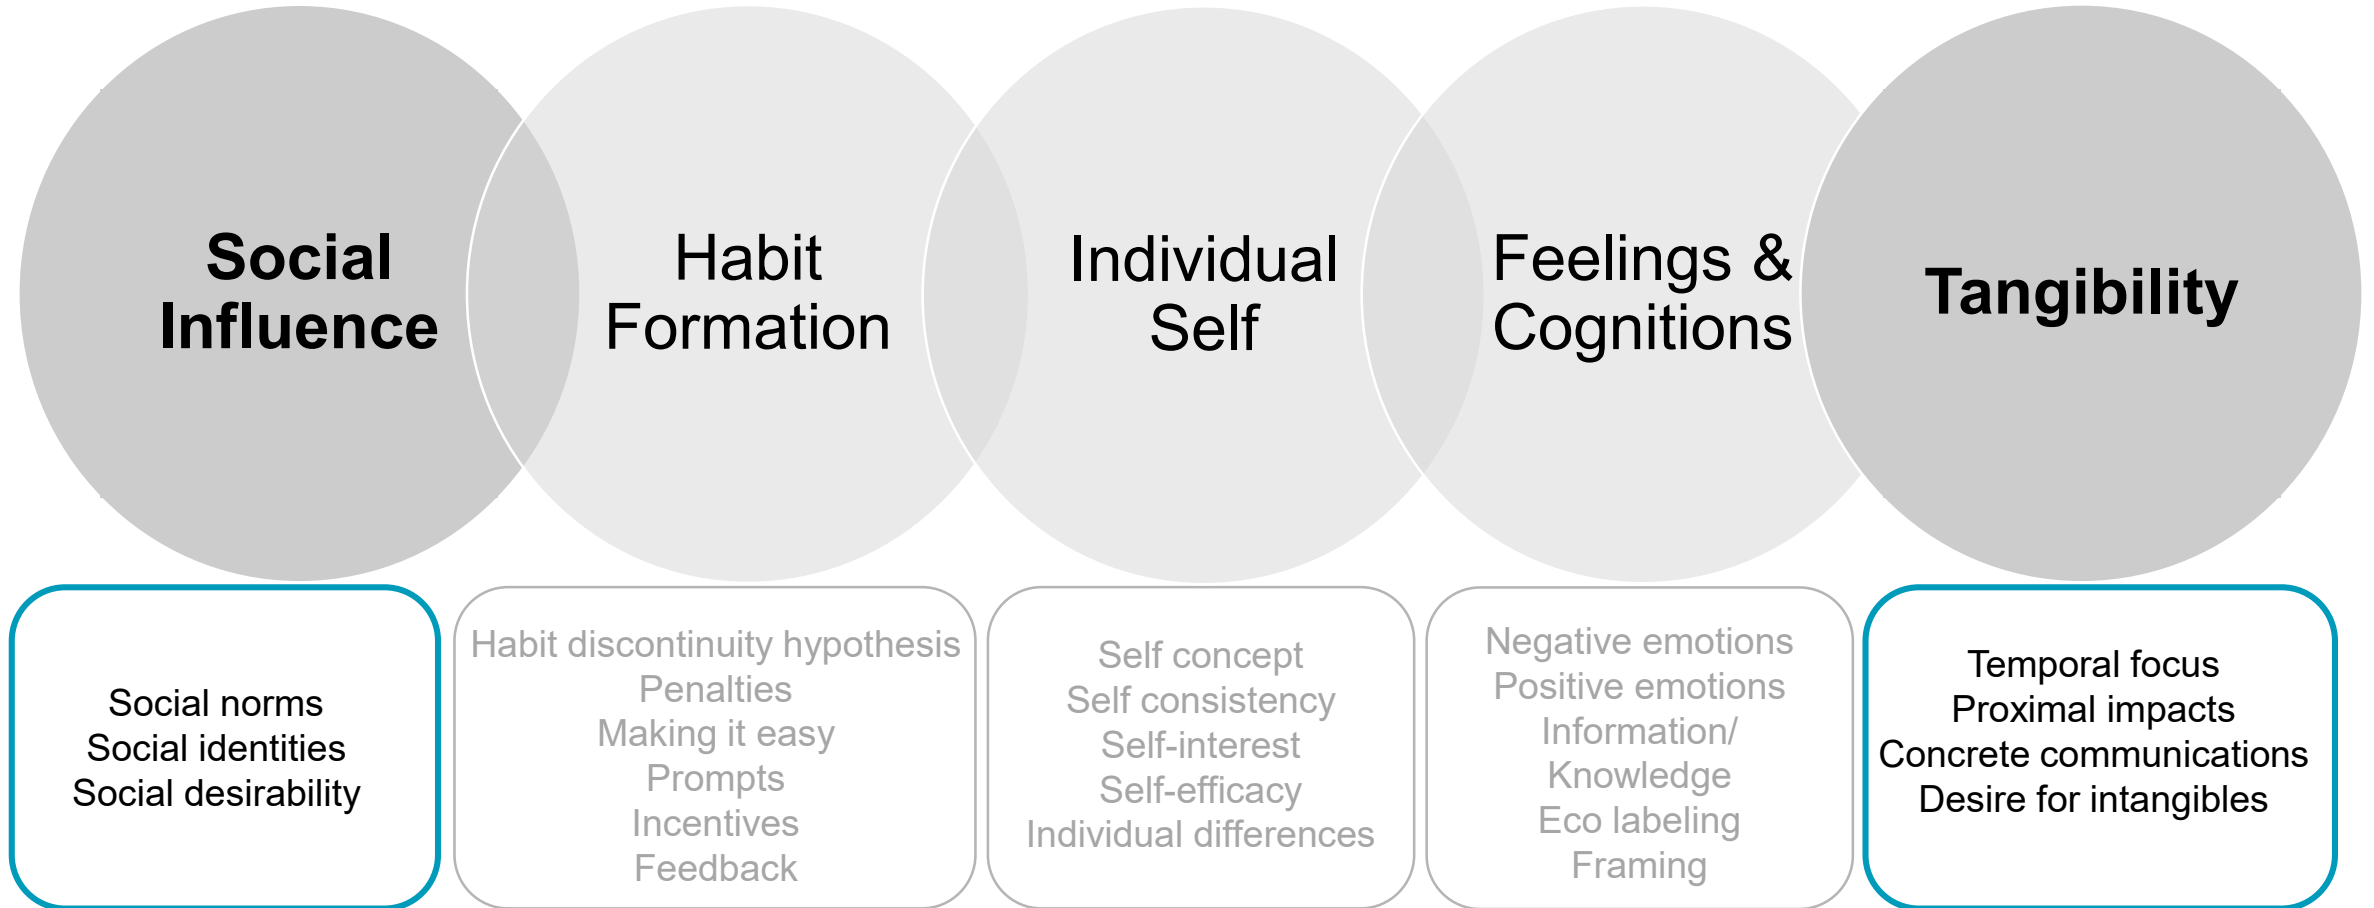 Social
Influence
Habit
Formation
Individual
Self
Feelings &
Cognitions
Tangibility
Social norms
Social identities
Social desirability
Habit discontinuity hypothesis
Penalties
Making it easy
Prompts
Incentives
Feedback
Self concept
Self consistency
Self-interest
Self-efficacy
Individual differences
Negative emotions
Positive emotions
Information/
Knowledge
Eco labeling
Framing
Temporal focus
Proximal impacts
Concrete communications
Desire for intangibles